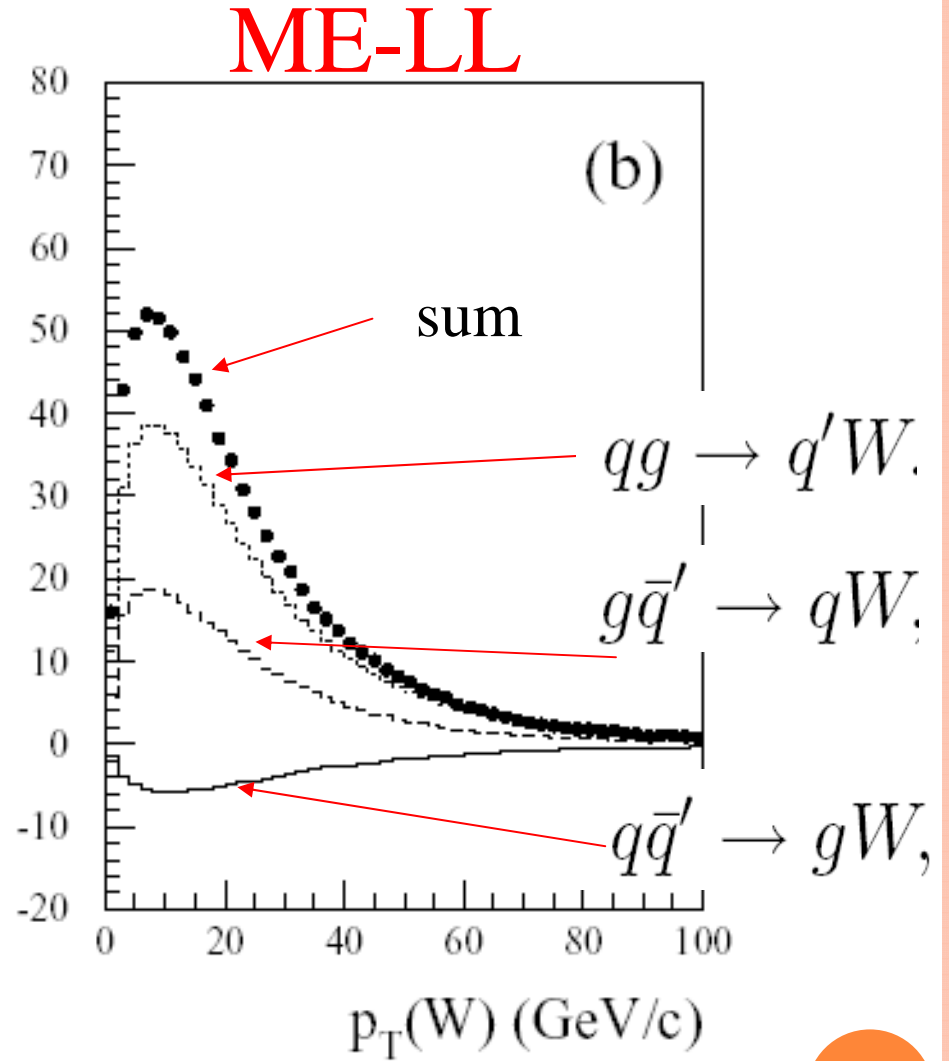 ME-LL
80
70
60
50
40
30
20
10
0
-10
-20
(b)
sum
qg → q′W.
gq̄′ → qW,
qq̄′ → gW,
0 20 40 60 80 100
p_T(W) (GeV/c)